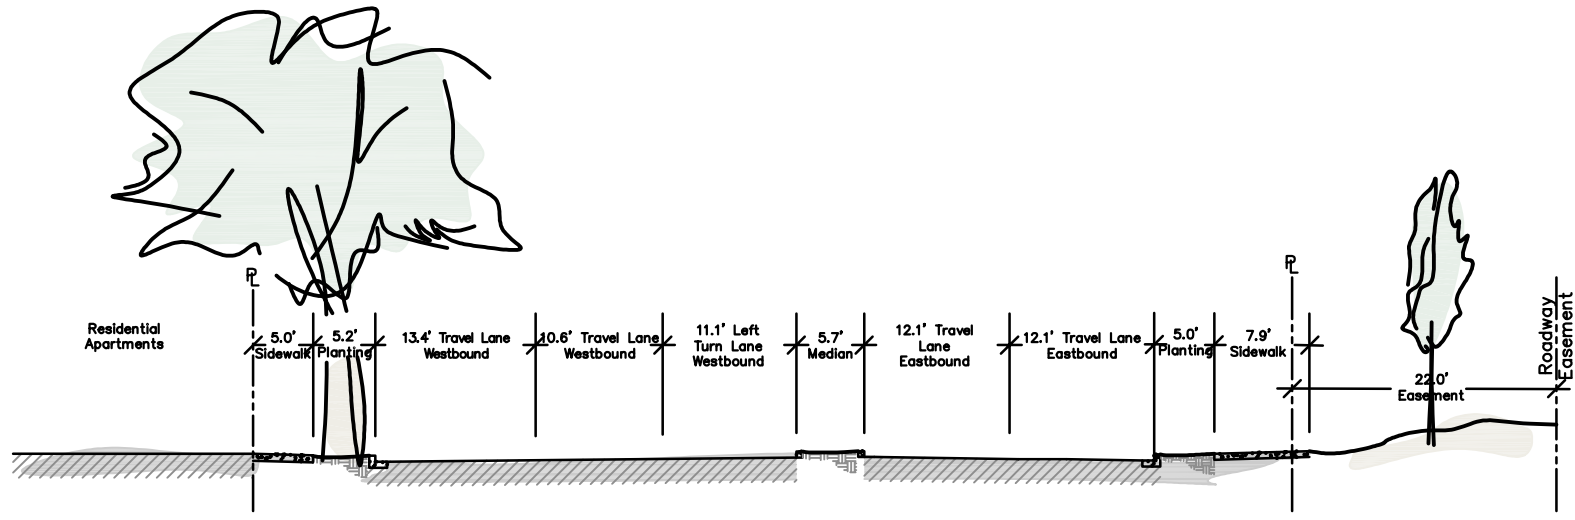 PL
PL
Residential
Apartments
5.0'
Sidewalk
5.2'
Planting
13.4' Travel Lane
Westbound
10.6' Travel Lane
Westbound
11.1' Left
Turn Lane
Westbound
5.7'
Median
12.1' Travel
Lane
Eastbound
12.1' Travel Lane
Eastbound
5.0'
Planting
7.9'
Sidewalk
22.0'
Easement
Roadway
Easement